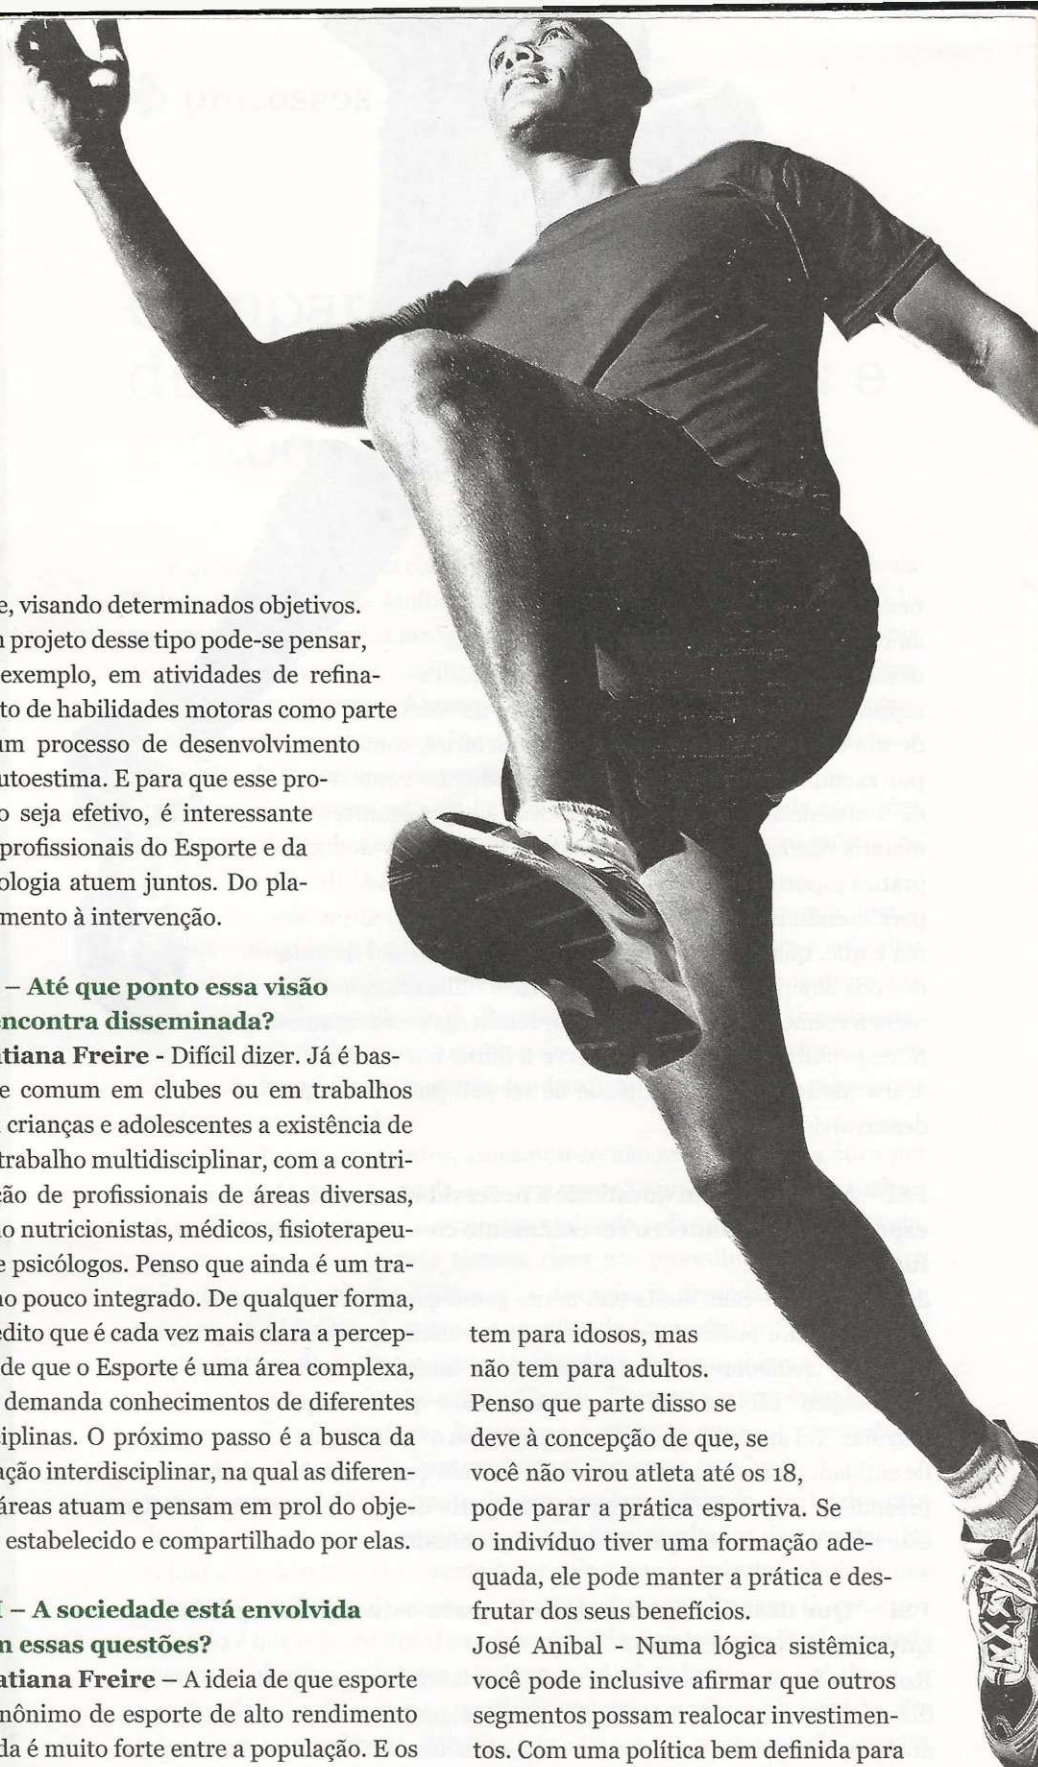 e, visando determinados objetivos.
projeto desse tipo pode-se pensar,
exemplo, em atividades de refina-
to de habilidades motoras como parte
um processo de desenvolvimento
utoestima. E para que esse pro-
o seja efetivo, é interessante
profissionais do Esporte e da
ologia atuem juntos. Do pla-
mento à intervenção.
– Até que ponto essa visão
encontra disseminada?
atiana Freire - Difícil dizer. Já é bas-
e comum em clubes ou em trabalhos
crianças e adolescentes a existência de
trabalho multidisciplinar, com a contri-
ção de profissionais de áreas diversas,
o nutricionistas, médicos, fisioterapeu-
e psicólogos. Penso que ainda é um tra-
ho pouco integrado. De qualquer forma,
edito que é cada vez mais clara a percep-
de que o Esporte é uma área complexa,
demanda conhecimentos de diferentes
iplinas. O próximo passo é a busca da
ação interdisciplinar, na qual as diferen-
áreas atuam e pensam em prol do obje-
estabelecido e compartilhado por elas.
– A sociedade está envolvida
m essas questões?
atiana Freire – A ideia de que esporte
nônimo de esporte de alto rendimento
da é muito forte entre a população. E os
tem para idosos, mas
não tem para adultos.
Penso que parte disso se
deve à concepção de que, se
você não virou atleta até os 18,
pode parar a prática esportiva. Se
o indivíduo tiver uma formação ade-
quada, ele pode manter a prática e des-
frutar dos seus benefícios.
José Anibal - Numa lógica sistêmica,
você pode inclusive afirmar que outros
segmentos possam realocar investimen-
tos. Com uma política bem definida para